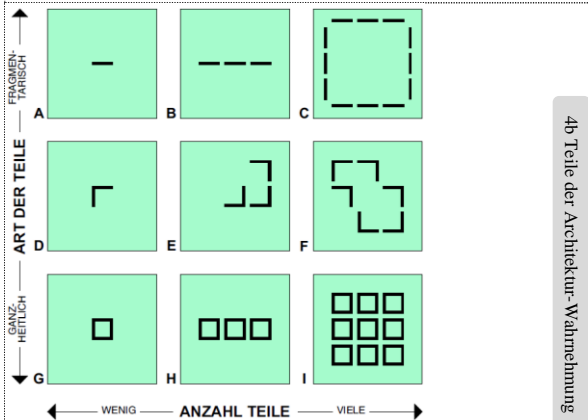 FRAGMEN-
TARISCH
ART DER TEILE
GANZ-
HEITLICH
A
B
C
D
E
F
G
H
I
WENIG
ANZAHL TEILE
VIELE
4b Teile der Architektur-Wahrnehmung